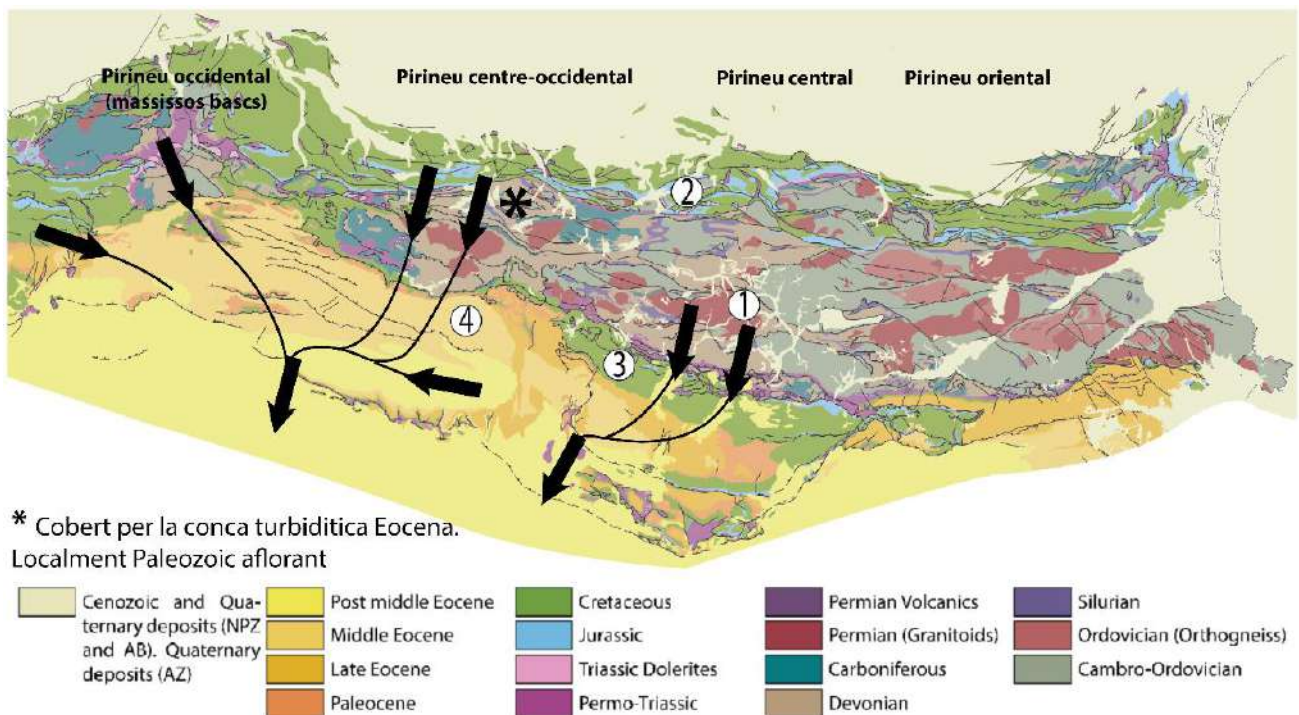 Pirineu occidental
(massissos bascs)
Pirineu centre-occidental
Pirineu central
Pirineu oriental
*
2
1
4
3
* Cobert per la conca turbiditica Eocena.
Localment Paleozoic aflorant
Cenozoic and Qua-
ternary deposits (NPZ
and AB). Quaternary
deposits (AZ)
Post middle Eocene
Middle Eocene
Late Eocene
Paleocene
Cretaceous
Jurassic
Triassic Dolerites
Permo-Triassic
Permian Volcanics
Permian (Granitoids)
Carboniferous
Devonian
Silurian
Ordovician (Orthogneiss)
Cambro-Ordovician